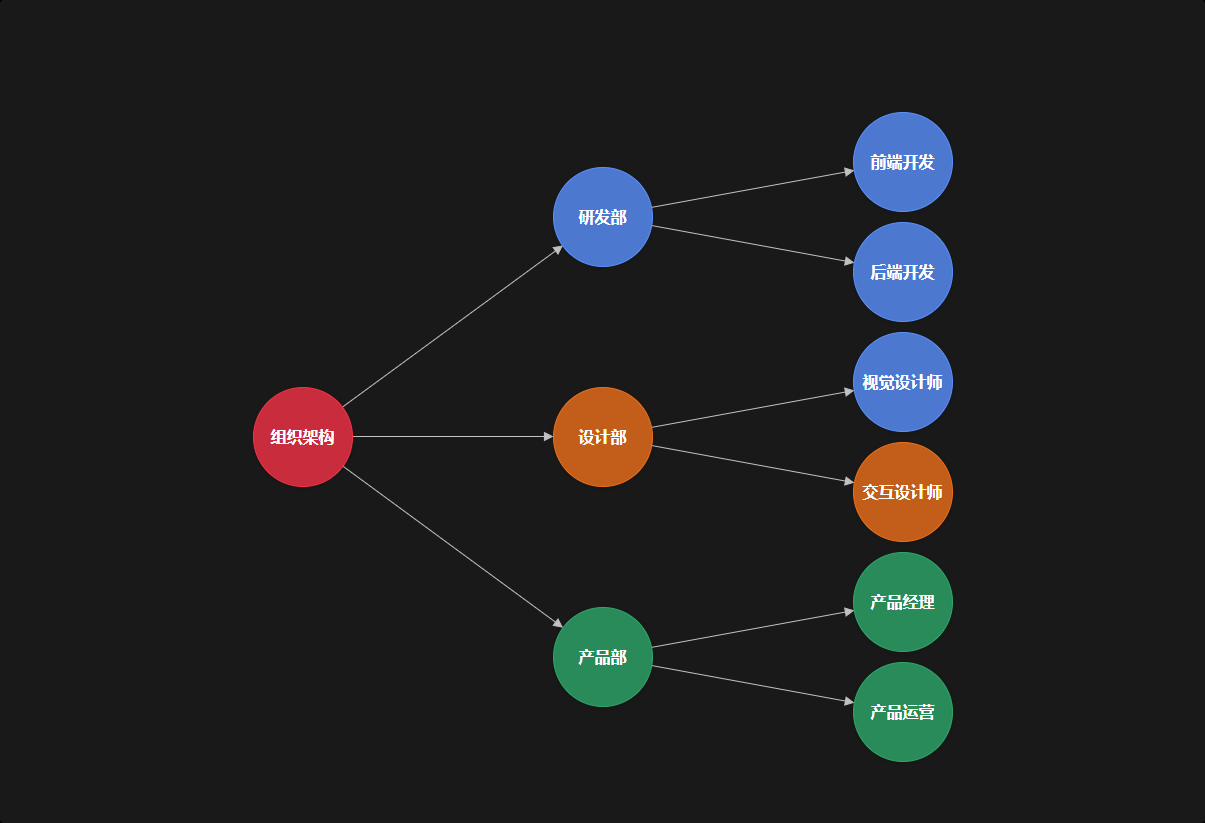 组织架构
研发部
前端开发
后端开发
设计部
视觉设计师
交互设计师
产品部
产品经理
产品运营